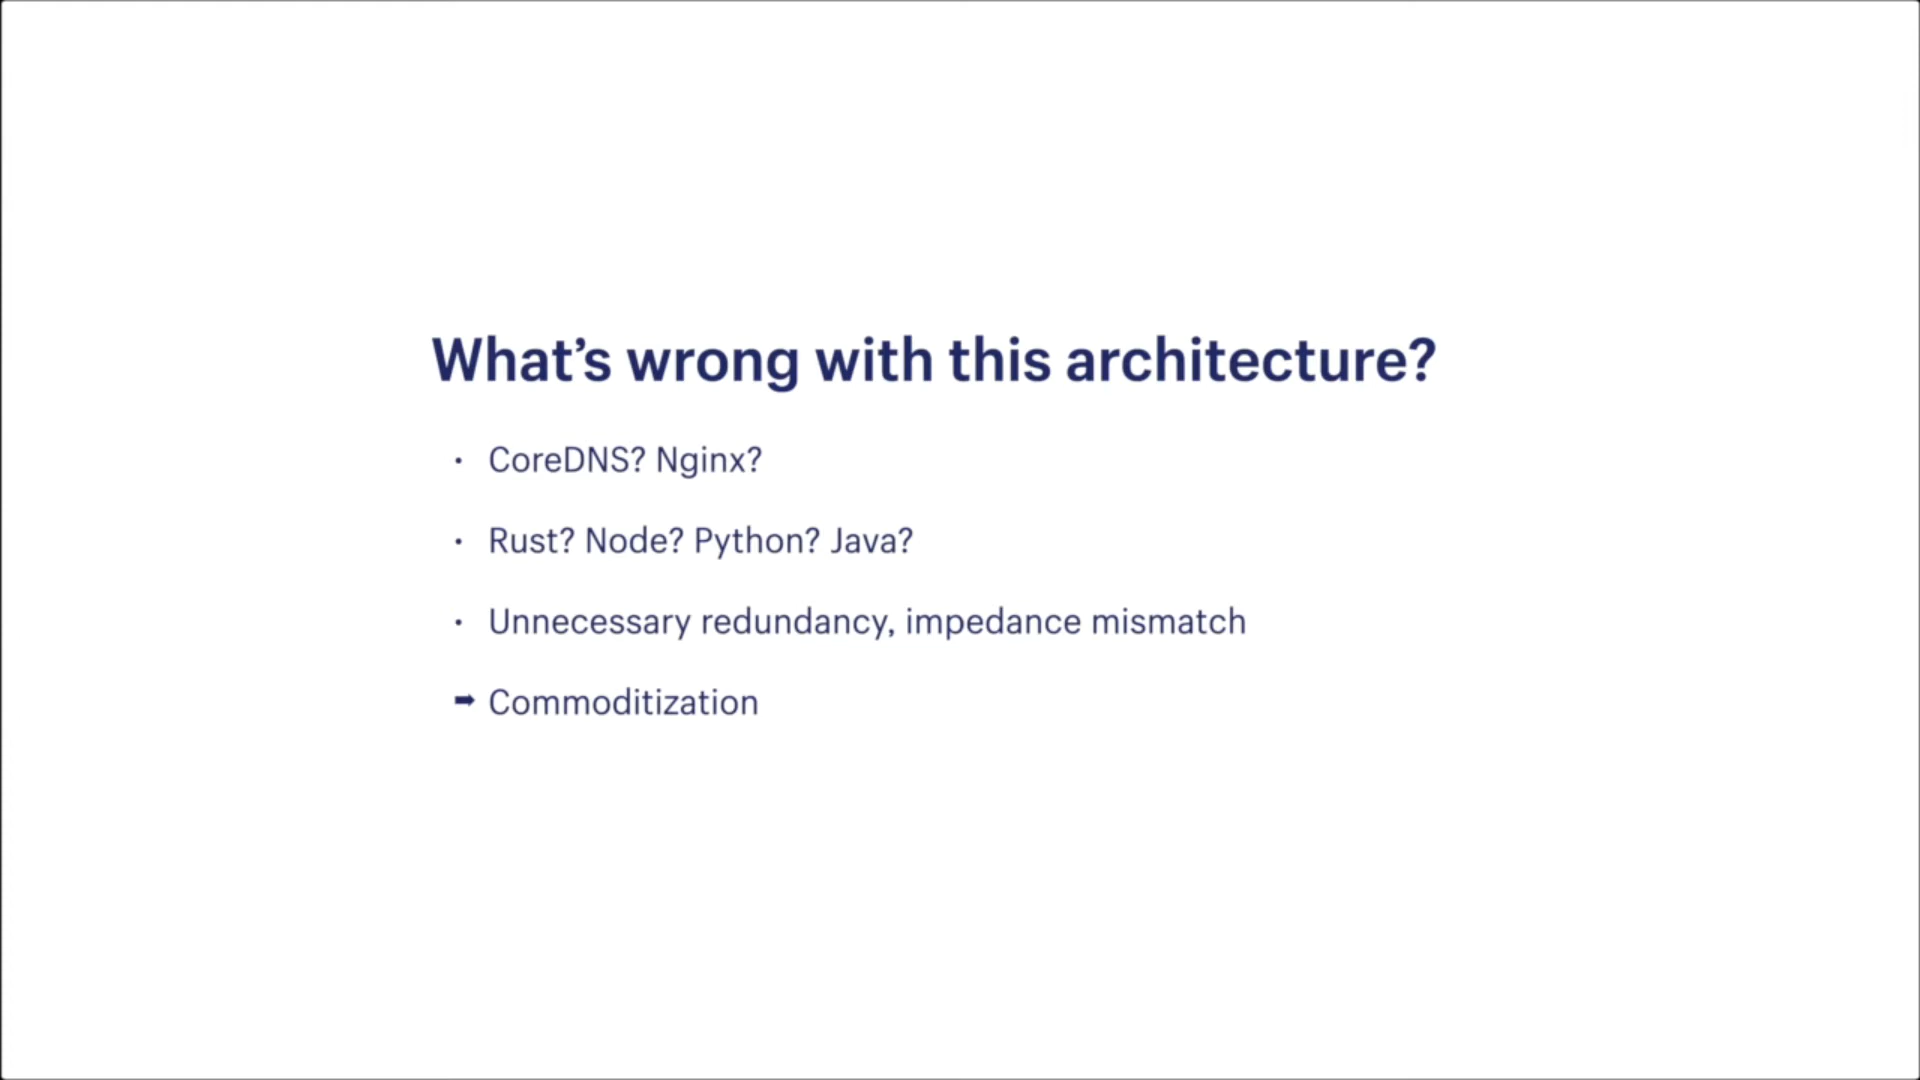 What’s wrong with this architecture?
· CoreDNS? Nginx?
· Rust? Node? Python? Java?
· Unnecessary redundancy, impedance mismatch
➡ Commoditization